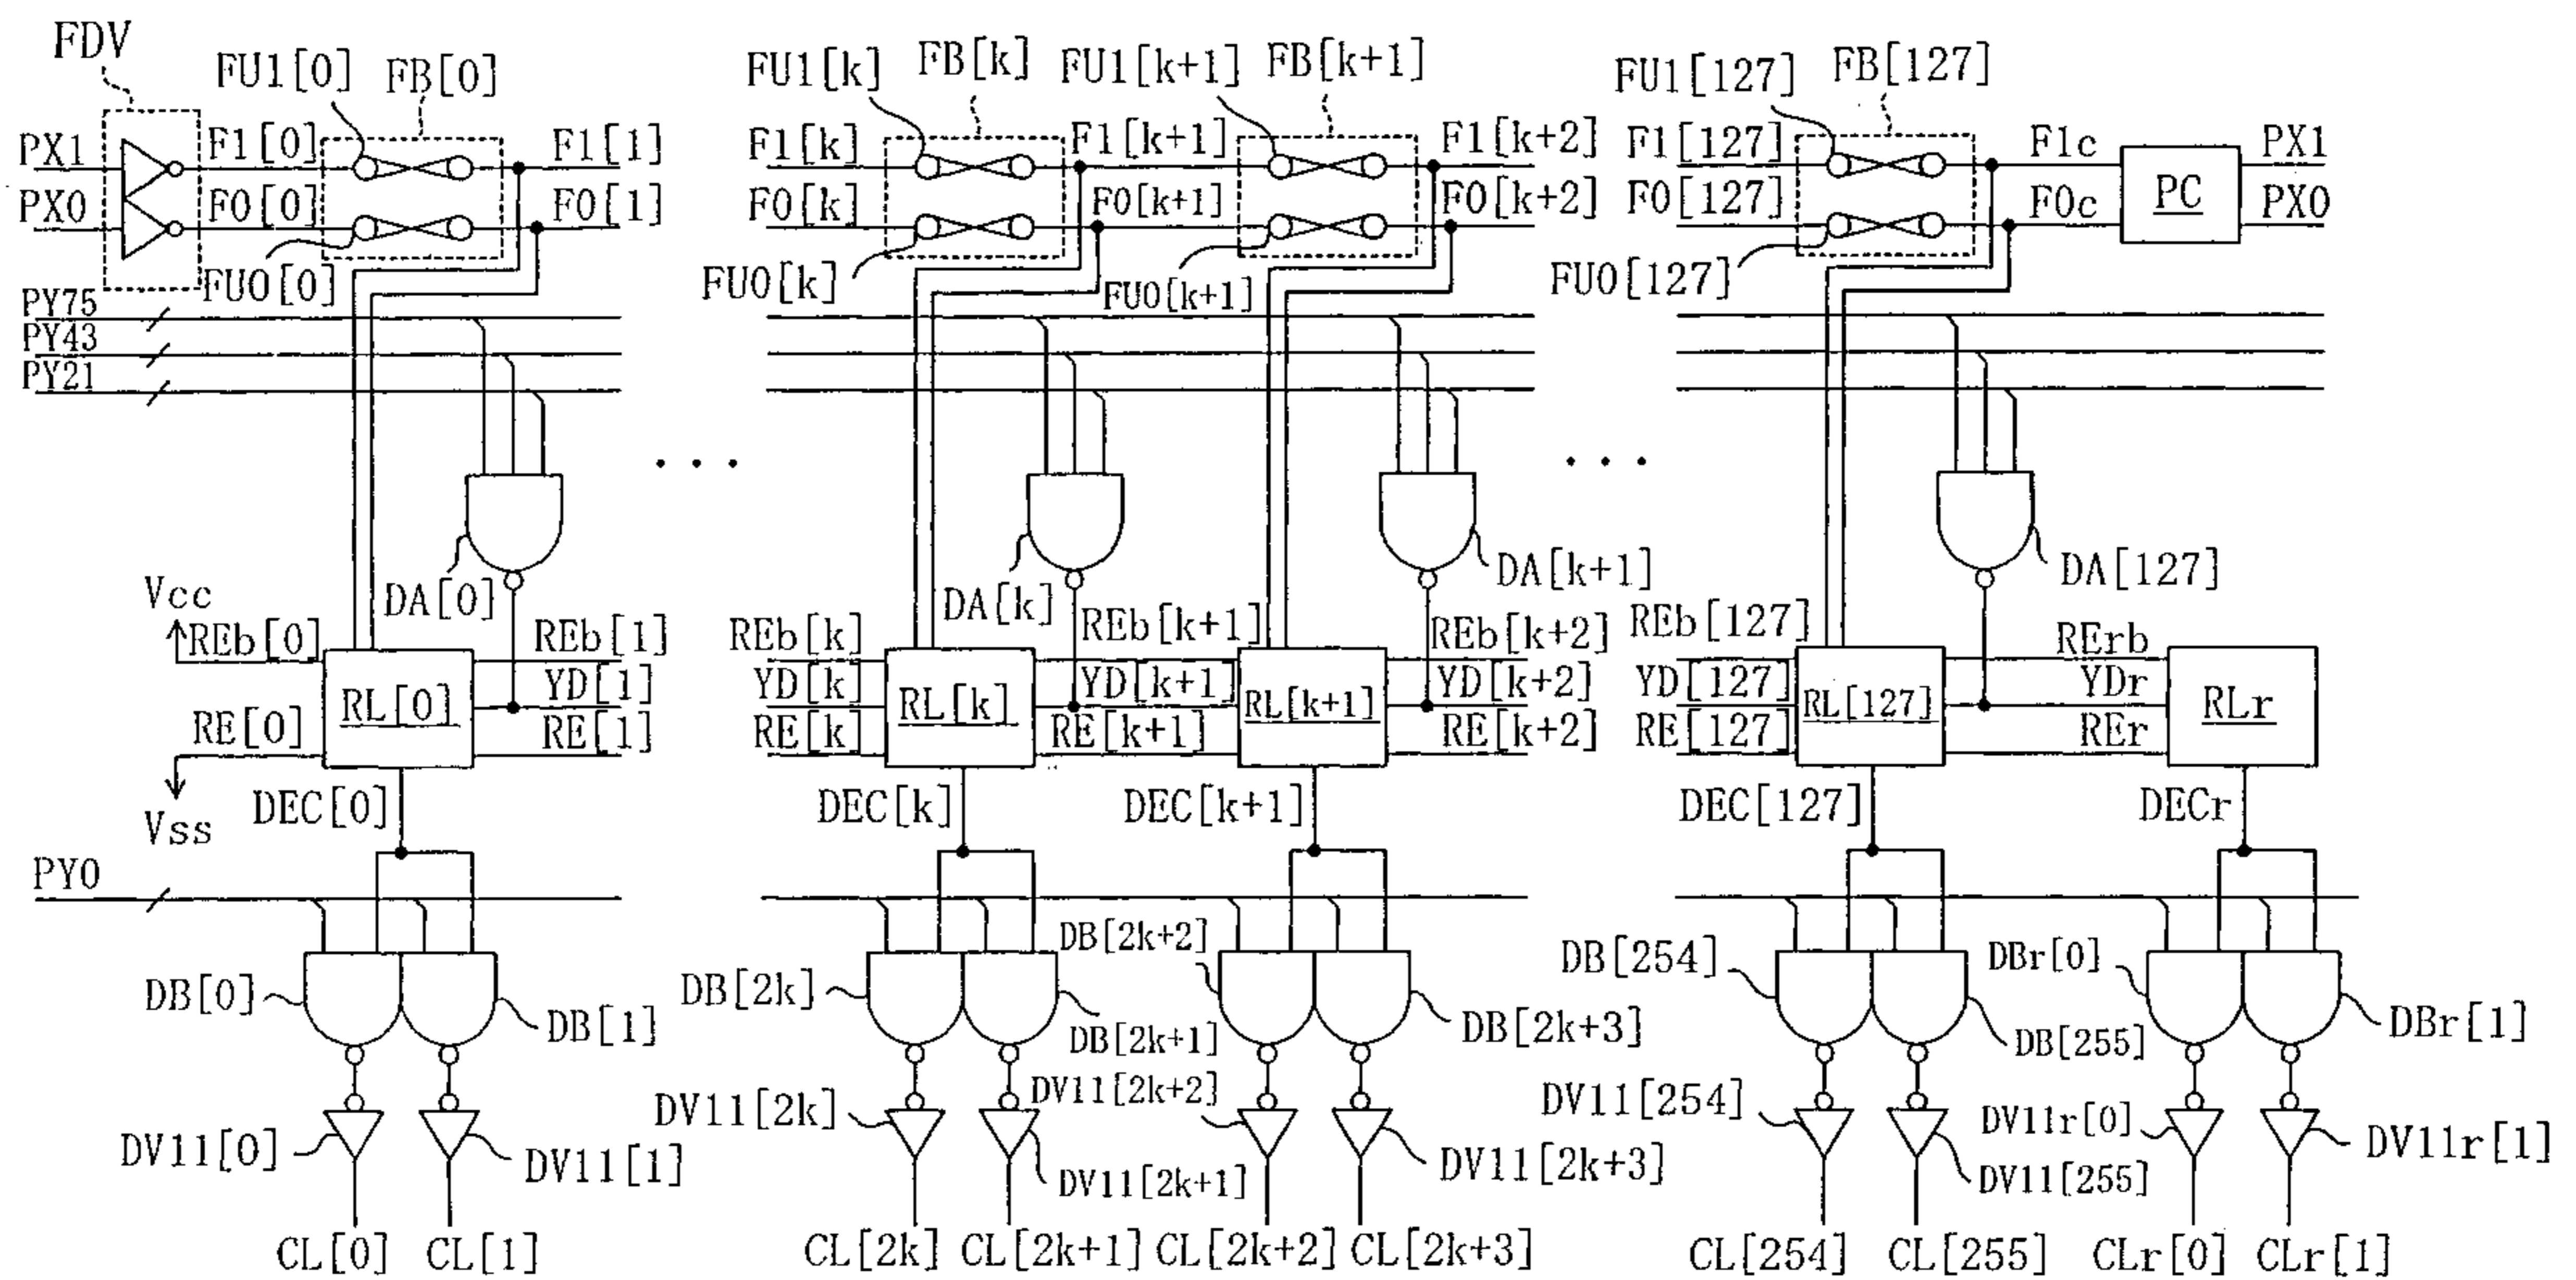 FDV
FU1[0]
FB[0]
FU1[k]
FB[k]
FU1[k+1]
FB[k+1]
FU1[127]
FB[127]
PX1
F1[0]
F1[1]
F1[k]
F1[k+1]
F1[k+2]
F1[127]
F1c
PX1
PX0
F0[0]
F0[1]
F0[k]
F0[k+1]
F0[k+2]
F0[127]
F0c
PC
PX0
FU0[0]
FU0[k]
FU0[k+1]
FU0[127]
PY75
PY43
PY21
. . .
. . .
DA[0]
DA[k]
DA[k+1]
DA[127]
Vcc
REb[0]
REb[1]
REb[k]
REb[k+1]
REb[k+2]
REb[127]
RErb
RL[0]
YD[1]
YD[k]
RL[k]
YD[k+1]
RL[k+1]
YD[k+2]
YD[127]
RL[127]
YDr
RLr
RE[0]
RE[1]
RE[k]
RE[k+1]
RE[k+2]
RE[127]
REr
Vss
DEC[0]
DEC[k]
DEC[k+1]
DEC[127]
DECr
PY0
DB[0]
DB[1]
DB[2k]
DB[2k+1]
DB[2k+2]
DB[2k+3]
DB[254]
DB[255]
DBr[0]
DBr[1]
DV11[0]
DV11[1]
DV11[2k]
DV11[2k+1]
DV11[2k+2]
DV11[2k+3]
DV11[254]
DV11[255]
DV11r[0]
DV11r[1]
CL[0]
CL[1]
CL[2k]
CL[2k+1]
CL[2k+2]
CL[2k+3]
CL[254]
CL[255]
CLr[0]
CLr[1]